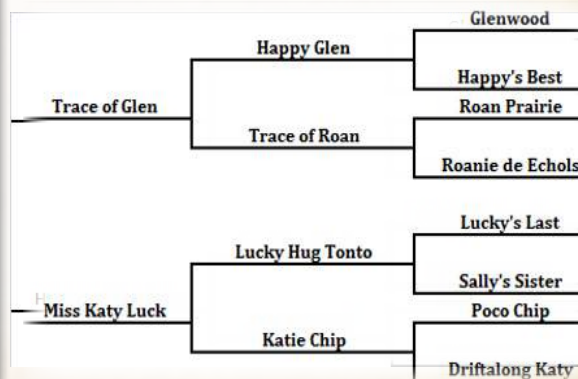 Glenwood
Happy Glen
Happy's Best
Trace of Glen
Roan Prairie
Trace of Roan
Roanie de Echols
Lucky's Last
Lucky Hug Tonto
Sally's Sister
Miss Katy Luck
Poco Chip
Katie Chip
Driftalong Katy